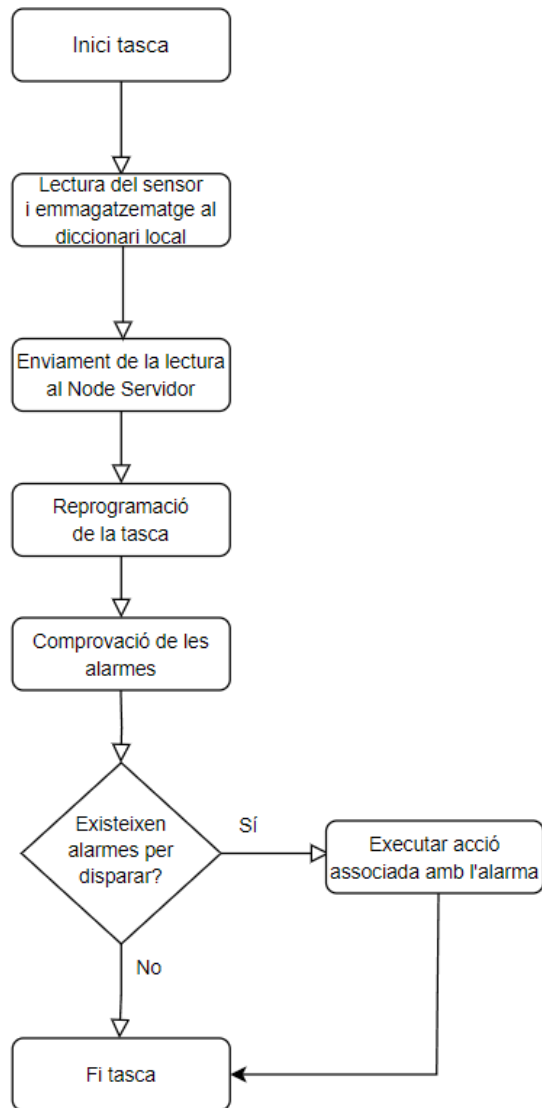 Inici tasca
Lectura del sensor
i emmagatzematge al
diccionari local
Enviament de la lectura
al Node Servidor
Reprogramació
de la tasca
Comprovació de les
alarmes
Existeixen
alarmes per
disparar?
Sí
Executar acció
associada amb l'alarma
No
Fi tasca